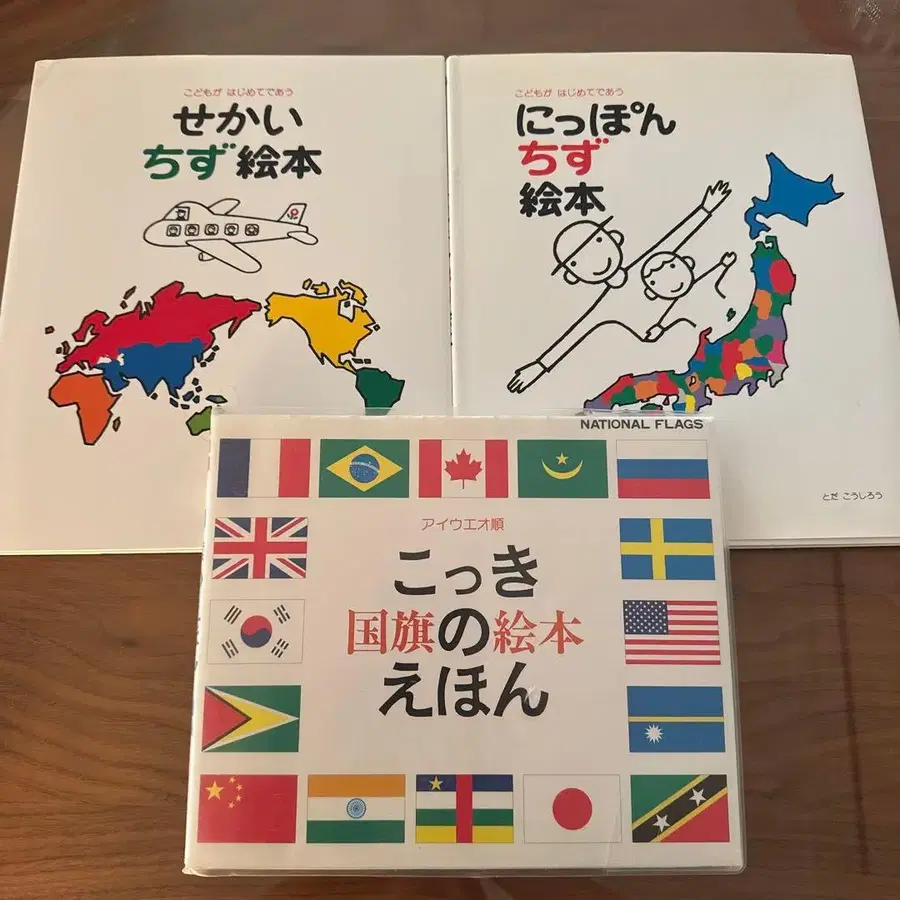 こどもが はじめてであう
せかい
ちず絵本
こどもが はじめてであう
にっぽん
ちず
絵本
とだ こうしろう
NATIONAL FLAGS
アイウエオ順
こっき
国旗の絵本
えほん